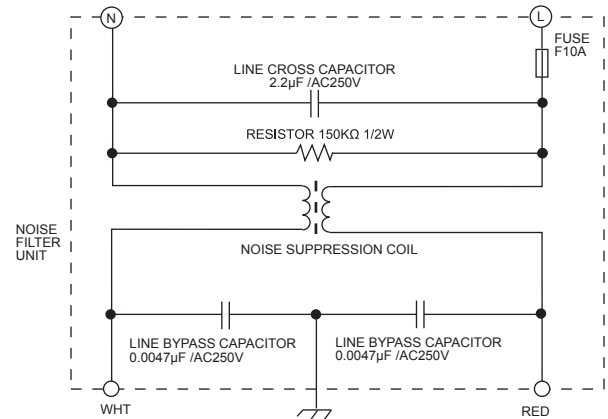 N
L
FUSE
F10A
LINE CROSS CAPACITOR
2.2μF /AC250V
RESISTOR 150KΩ 1/2W
NOISE
FILTER
UNIT
NOISE SUPPRESSION COIL
LINE BYPASS CAPACITOR
0.0047μF /AC250V
LINE BYPASS CAPACITOR
0.0047μF /AC250V
WHT
RED